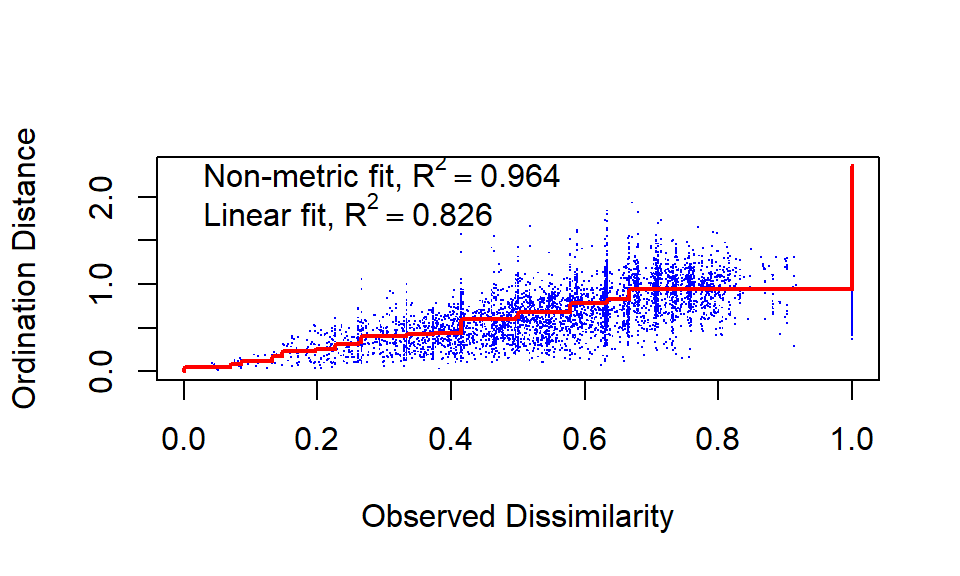 Non-metric fit, R² = 0.964
Linear fit, R² = 0.826
Ordination Distance
2.0
1.0
0.0
0.0 0.2 0.4 0.6 0.8 1.0
Observed Dissimilarity